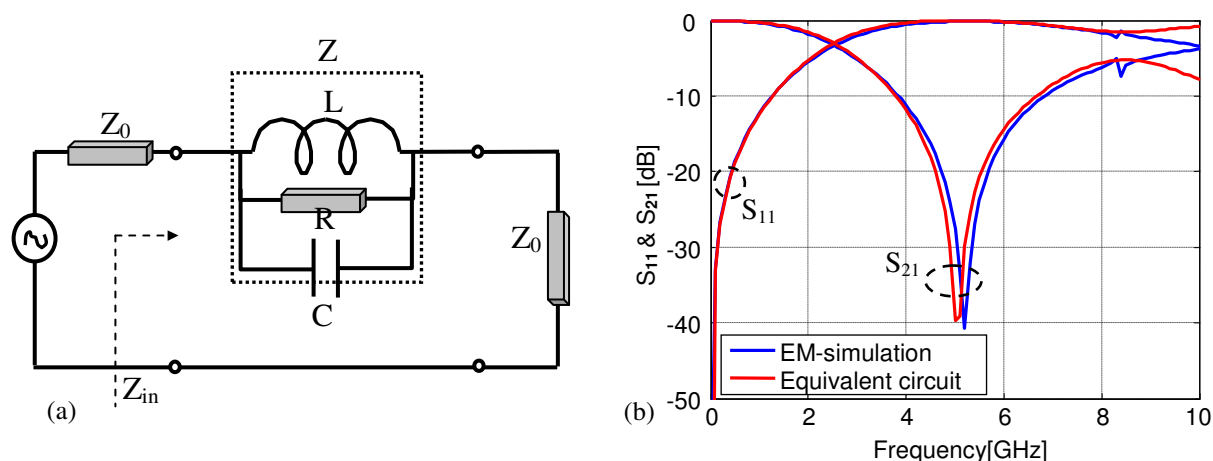 Z
L
Z0
R
Z0
C
Zin
(a)
0
-10
-20
-30
-40
-50
S11 & S21 [dB]
S11
S21
EM-simulation
Equivalent circuit
0
2
4
6
8
10
Frequency[GHz]
(b)